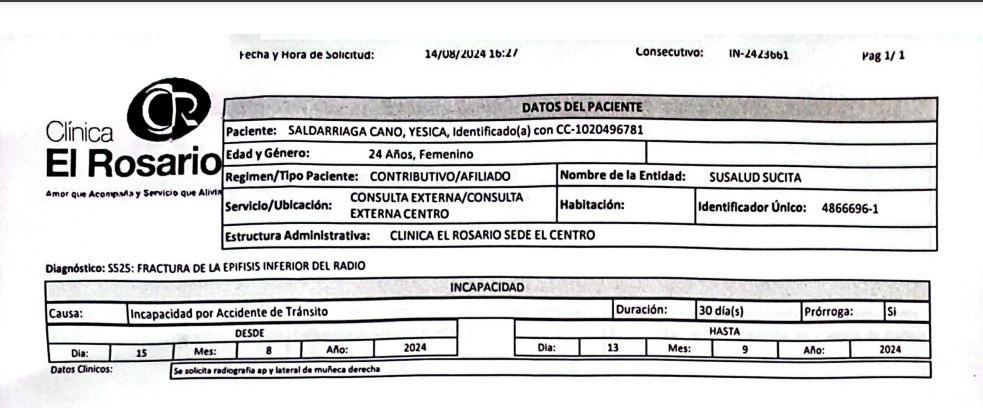 Fecha y Hora de Solicitud: 14/08/2024 16:27 Consecutivo: IN-2423661 Pag 1/ 1
CR
Clínica
El Rosario
Amor que Acompaña y Servicio que Alivia
DATOS DEL PACIENTE
Paciente: SALDARRIAGA CANO, YESICA, Identificado(a) con CC-1020496781
Edad y Género: 24 Años, Femenino
Regimen/Tipo Paciente: CONTRIBUTIVO/AFILIADO Nombre de la Entidad: SUSALUD SUCITA
Servicio/Ubicación: CONSULTA EXTERNA/CONSULTA EXTERNA CENTRO Habitación: Identificador Único: 4866696-1
Estructura Administrativa: CLINICA EL ROSARIO SEDE EL CENTRO
Diagnóstico: S525: FRACTURA DE LA EPIFISIS INFERIOR DEL RADIO
INCAPACIDAD
Causa: Incapacidad por Accidente de Tránsito Duración: 30 día(s) Prórroga: Si
DESDE HASTA
Dia: 15 Mes: 8 Año: 2024 Dia: 13 Mes: 9 Año: 2024
Datos Clinicos: Se solicita radiografia ap y lateral de muñeca derecha